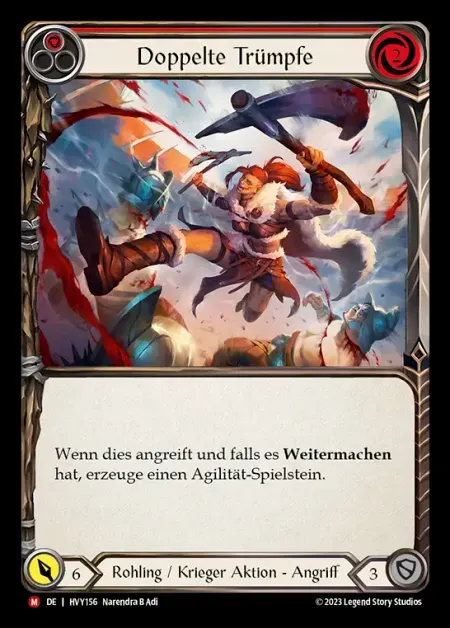 Doppelte Trümpfe
2
Wenn dies angreift und falls es Weitermachen
hat, erzeuge einen Agilität-Spielstein.
6
Rohling / Krieger Aktion - Angriff
3
M DE | HVY156 Narendra B Adi
© 2023 Legend Story Studios